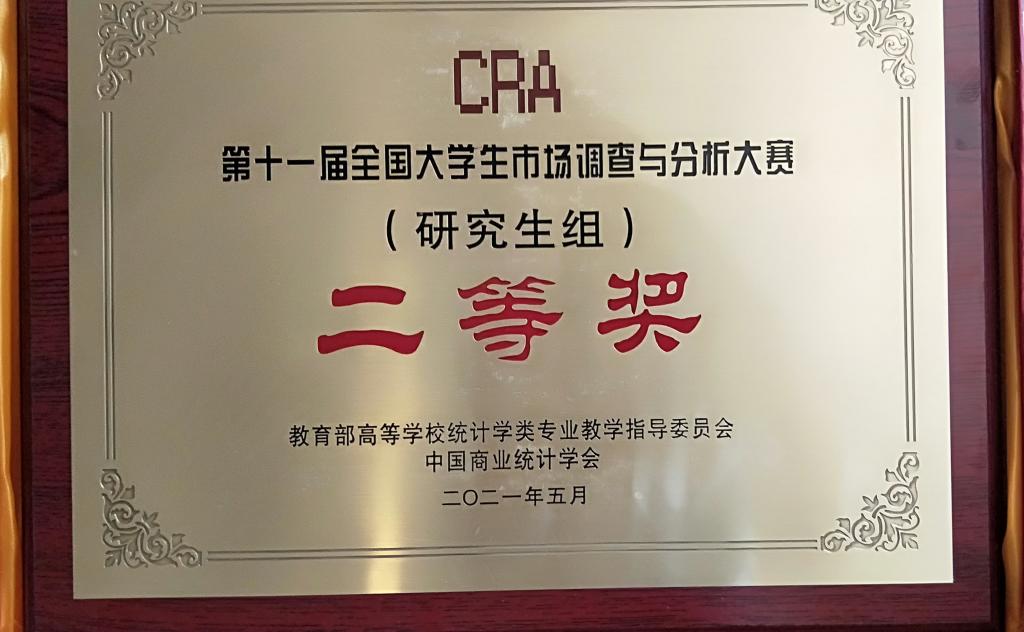 CRA
第十一届全国大学生市场调查与分析大赛
（研究生组）
二等奖
教育部高等学校统计学类专业教学指导委员会
中国商业统计学会
二〇二一年五月